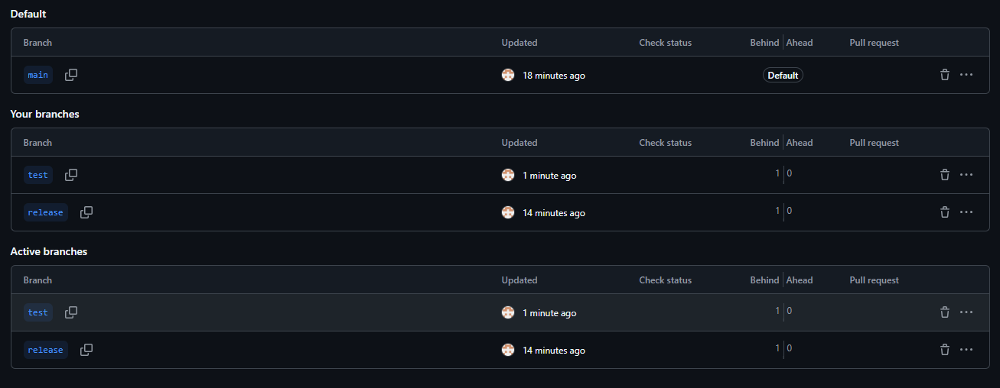 Default
Branch Updated Check status Behind Ahead Pull request
main 18 minutes ago Default
Your branches
Branch Updated Check status Behind Ahead Pull request
test 1 minute ago 1 0
release 14 minutes ago 1 0
Active branches
Branch Updated Check status Behind Ahead Pull request
test 1 minute ago 1 0
release 14 minutes ago 1 0